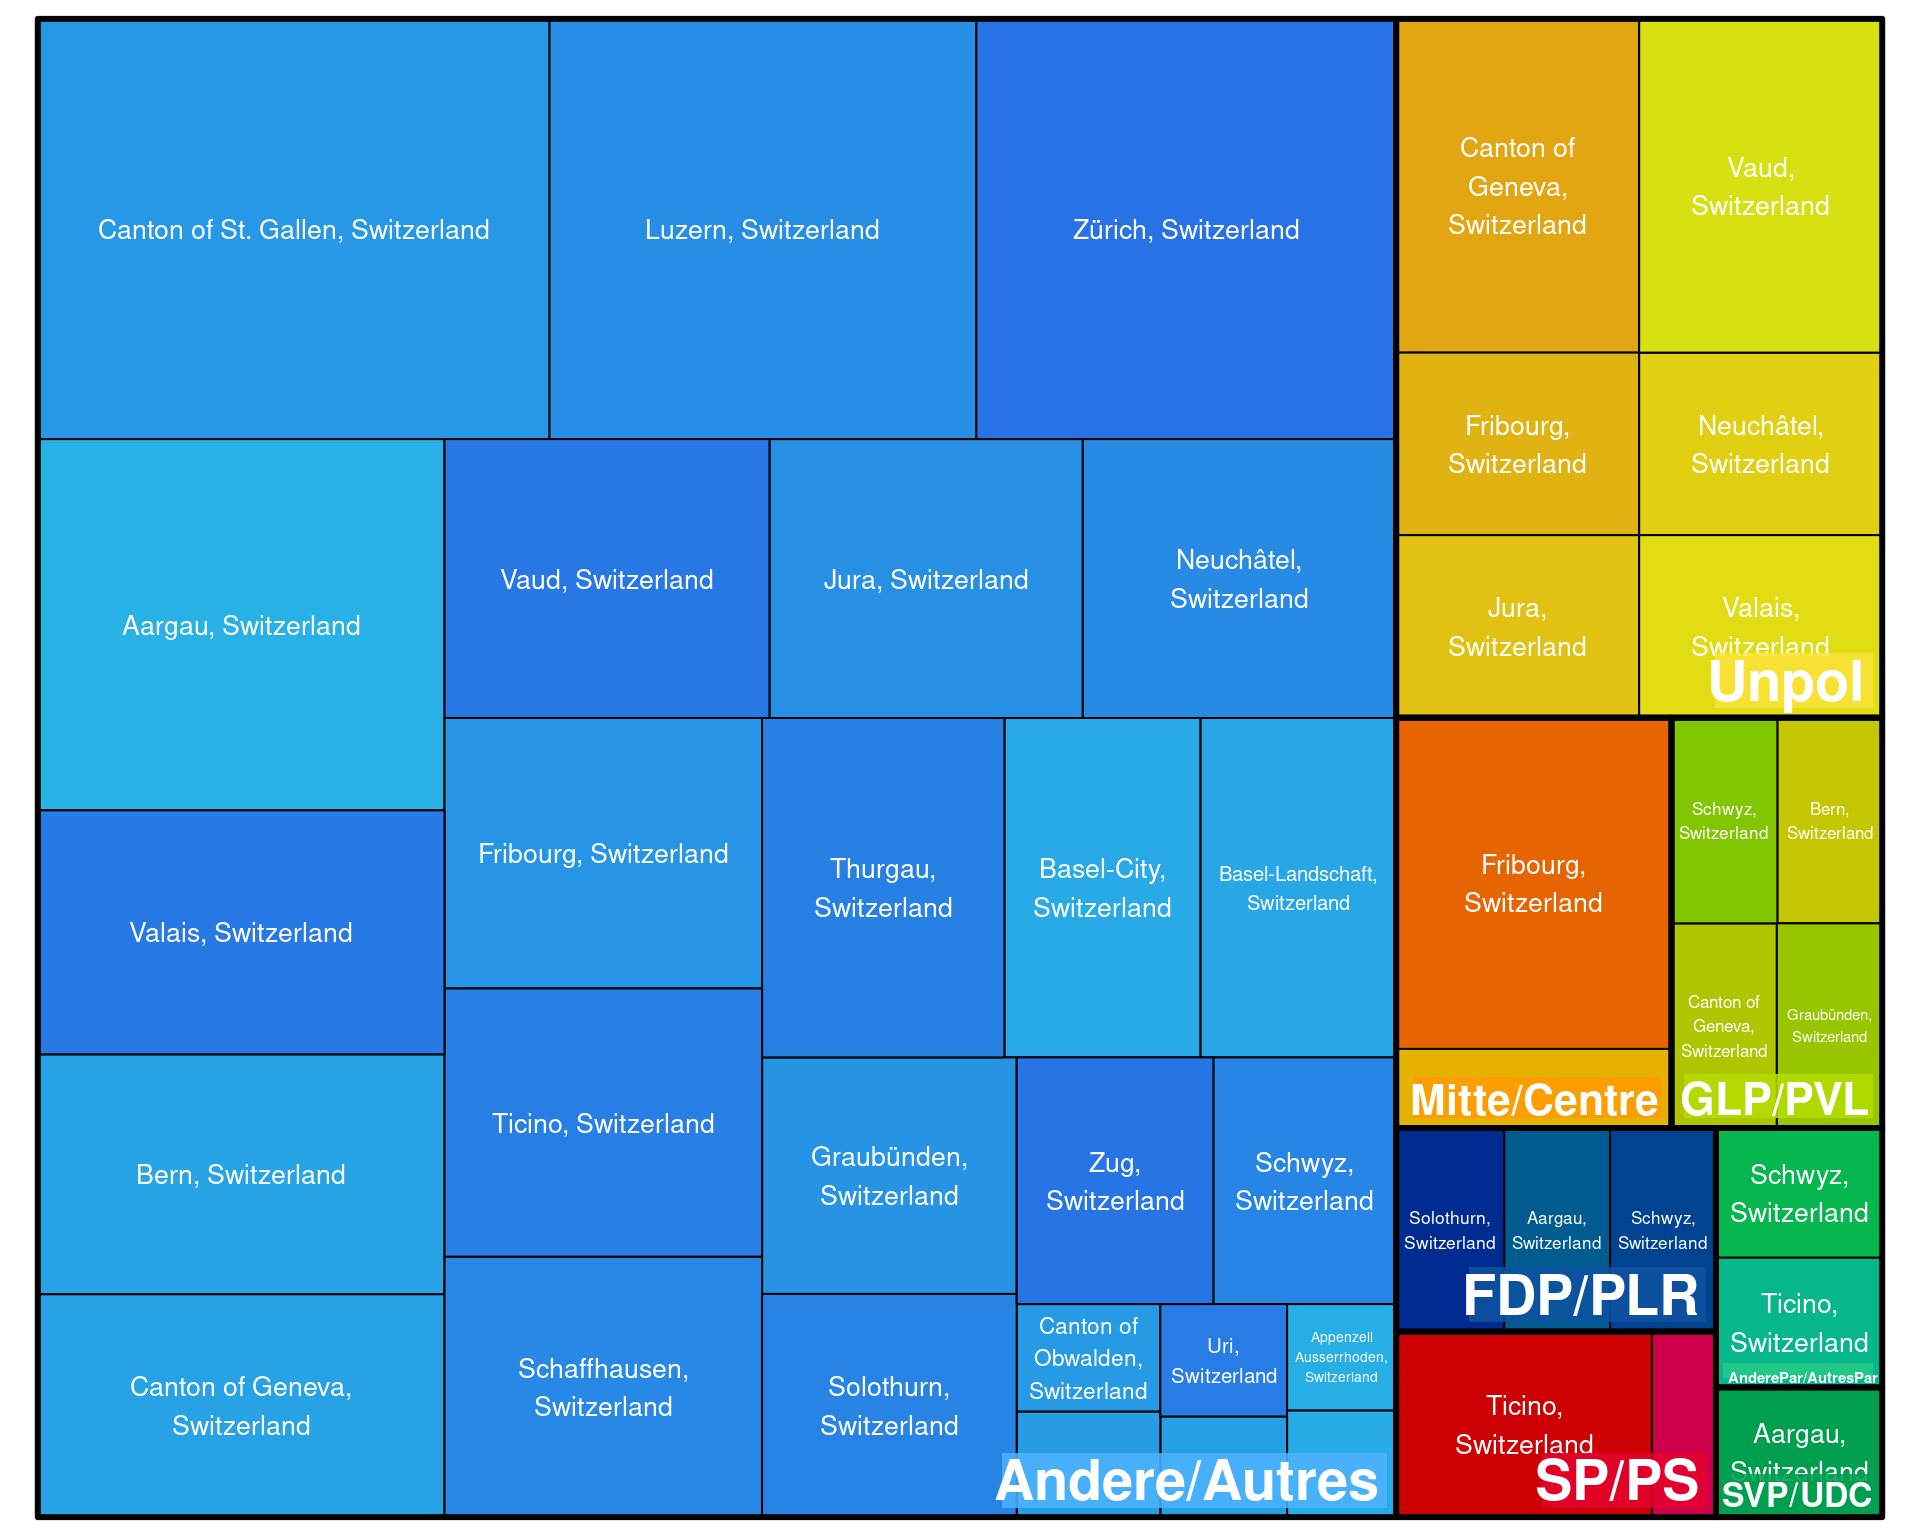 Canton of St. Gallen, Switzerland
Luzern, Switzerland
Zürich, Switzerland
Aargau, Switzerland
Vaud, Switzerland
Jura, Switzerland
Neuchâtel,
Switzerland
Valais, Switzerland
Fribourg, Switzerland
Thurgau,
Switzerland
Basel-City,
Switzerland
Basel-Landschaft,
Switzerland
Bern, Switzerland
Ticino, Switzerland
Graubünden,
Switzerland
Zug,
Switzerland
Schwyz,
Switzerland
Canton of Geneva,
Switzerland
Schaffhausen,
Switzerland
Solothurn,
Switzerland
Canton of
Obwalden,
Switzerland
Uri,
Switzerland
Appenzell
Ausserrhoden,
Switzerland
Andere/Autres
Canton of
Geneva,
Switzerland
Vaud,
Switzerland
Fribourg,
Switzerland
Neuchâtel,
Switzerland
Jura,
Switzerland
Valais,
Switzerland
Unpol
Fribourg,
Switzerland
Mitte/Centre
Schwyz,
Switzerland
Bern,
Switzerland
Canton of
Geneva,
Switzerland
Graubünden,
Switzerland
GLP/PVL
Solothurn,
Switzerland
Aargau,
Switzerland
Schwyz,
Switzerland
FDP/PLR
Schwyz,
Switzerland
Ticino,
Switzerland
AnderePar/AutresPar
Ticino,
Switzerland
SP/PS
Aargau,
Switzerland
SVP/UDC